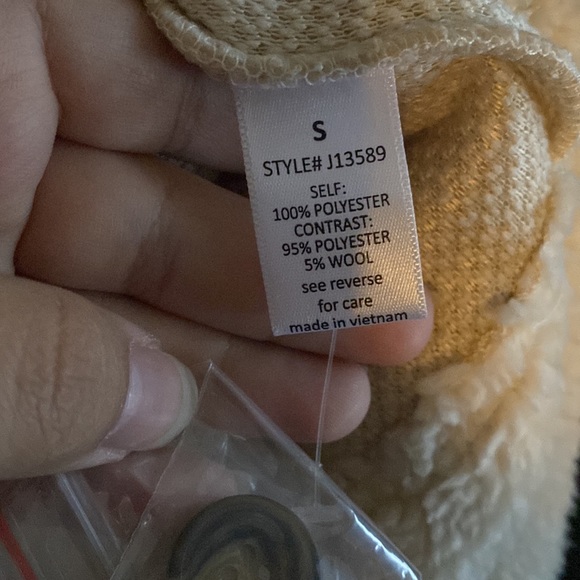 S
STYLE# J13589
SELF:
100% POLYESTER
CONTRAST:
95% POLYESTER
5% WOOL
see reverse
for care
made in vietnam